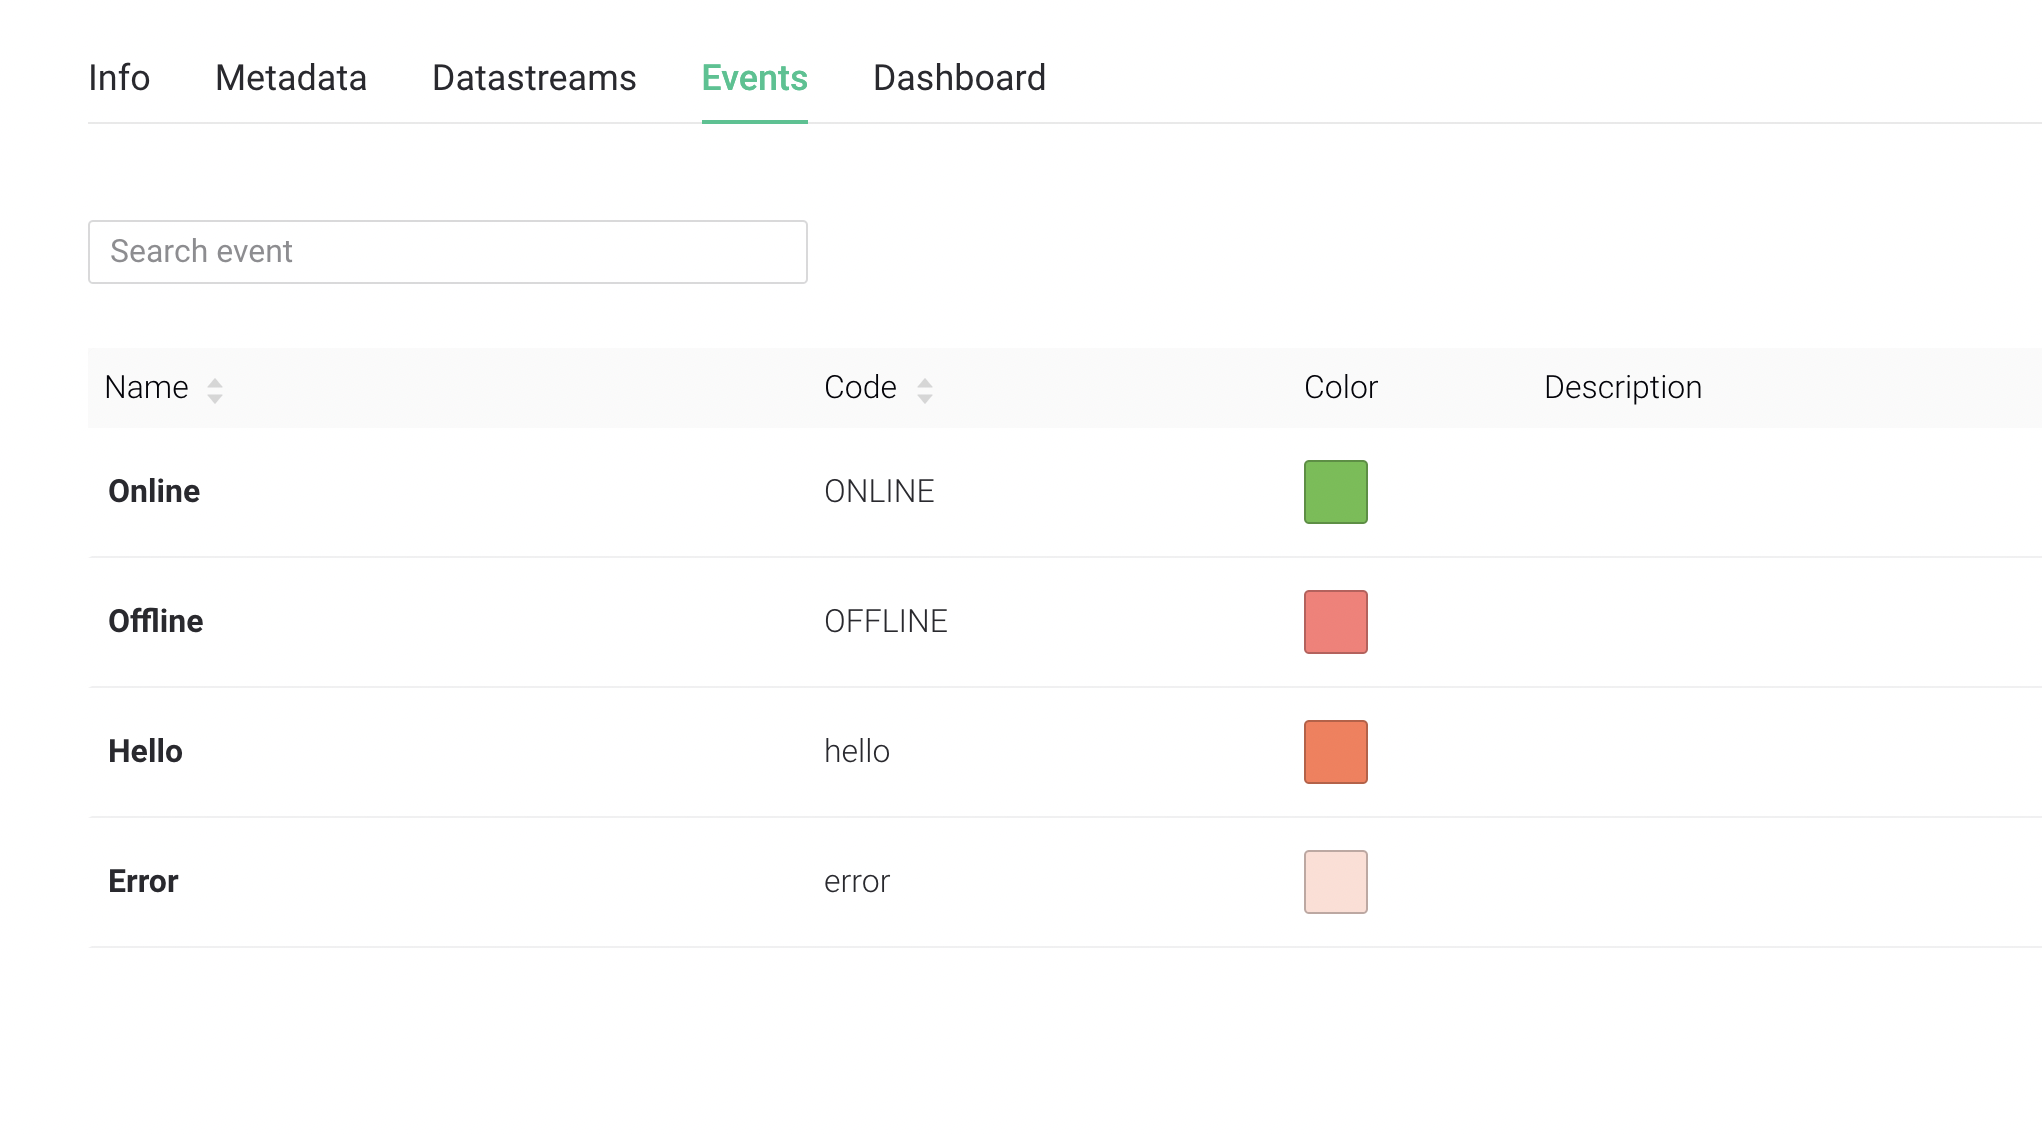 Info Metadata Datastreams Events Dashboard
Search event
Name Code Color Description
Online ONLINE
Offline OFFLINE
Hello hello
Error error